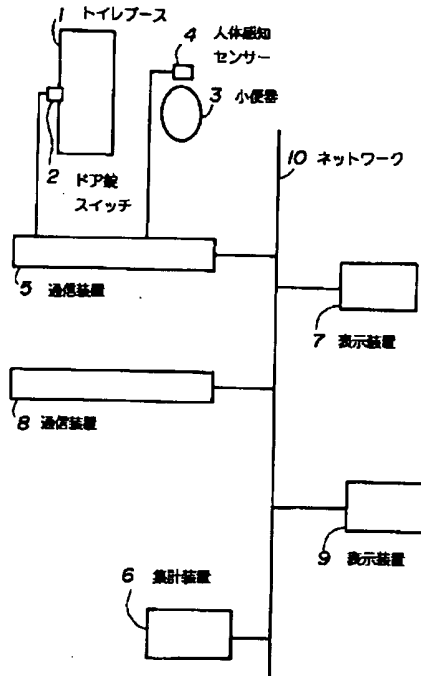 1 トイレブース
4 人体感知
センサー
3 小便器
2 ドア錠
スイッチ
10 ネットワーク
5 通信装置
7 表示装置
8 通信装置
9 表示装置
6 集計装置